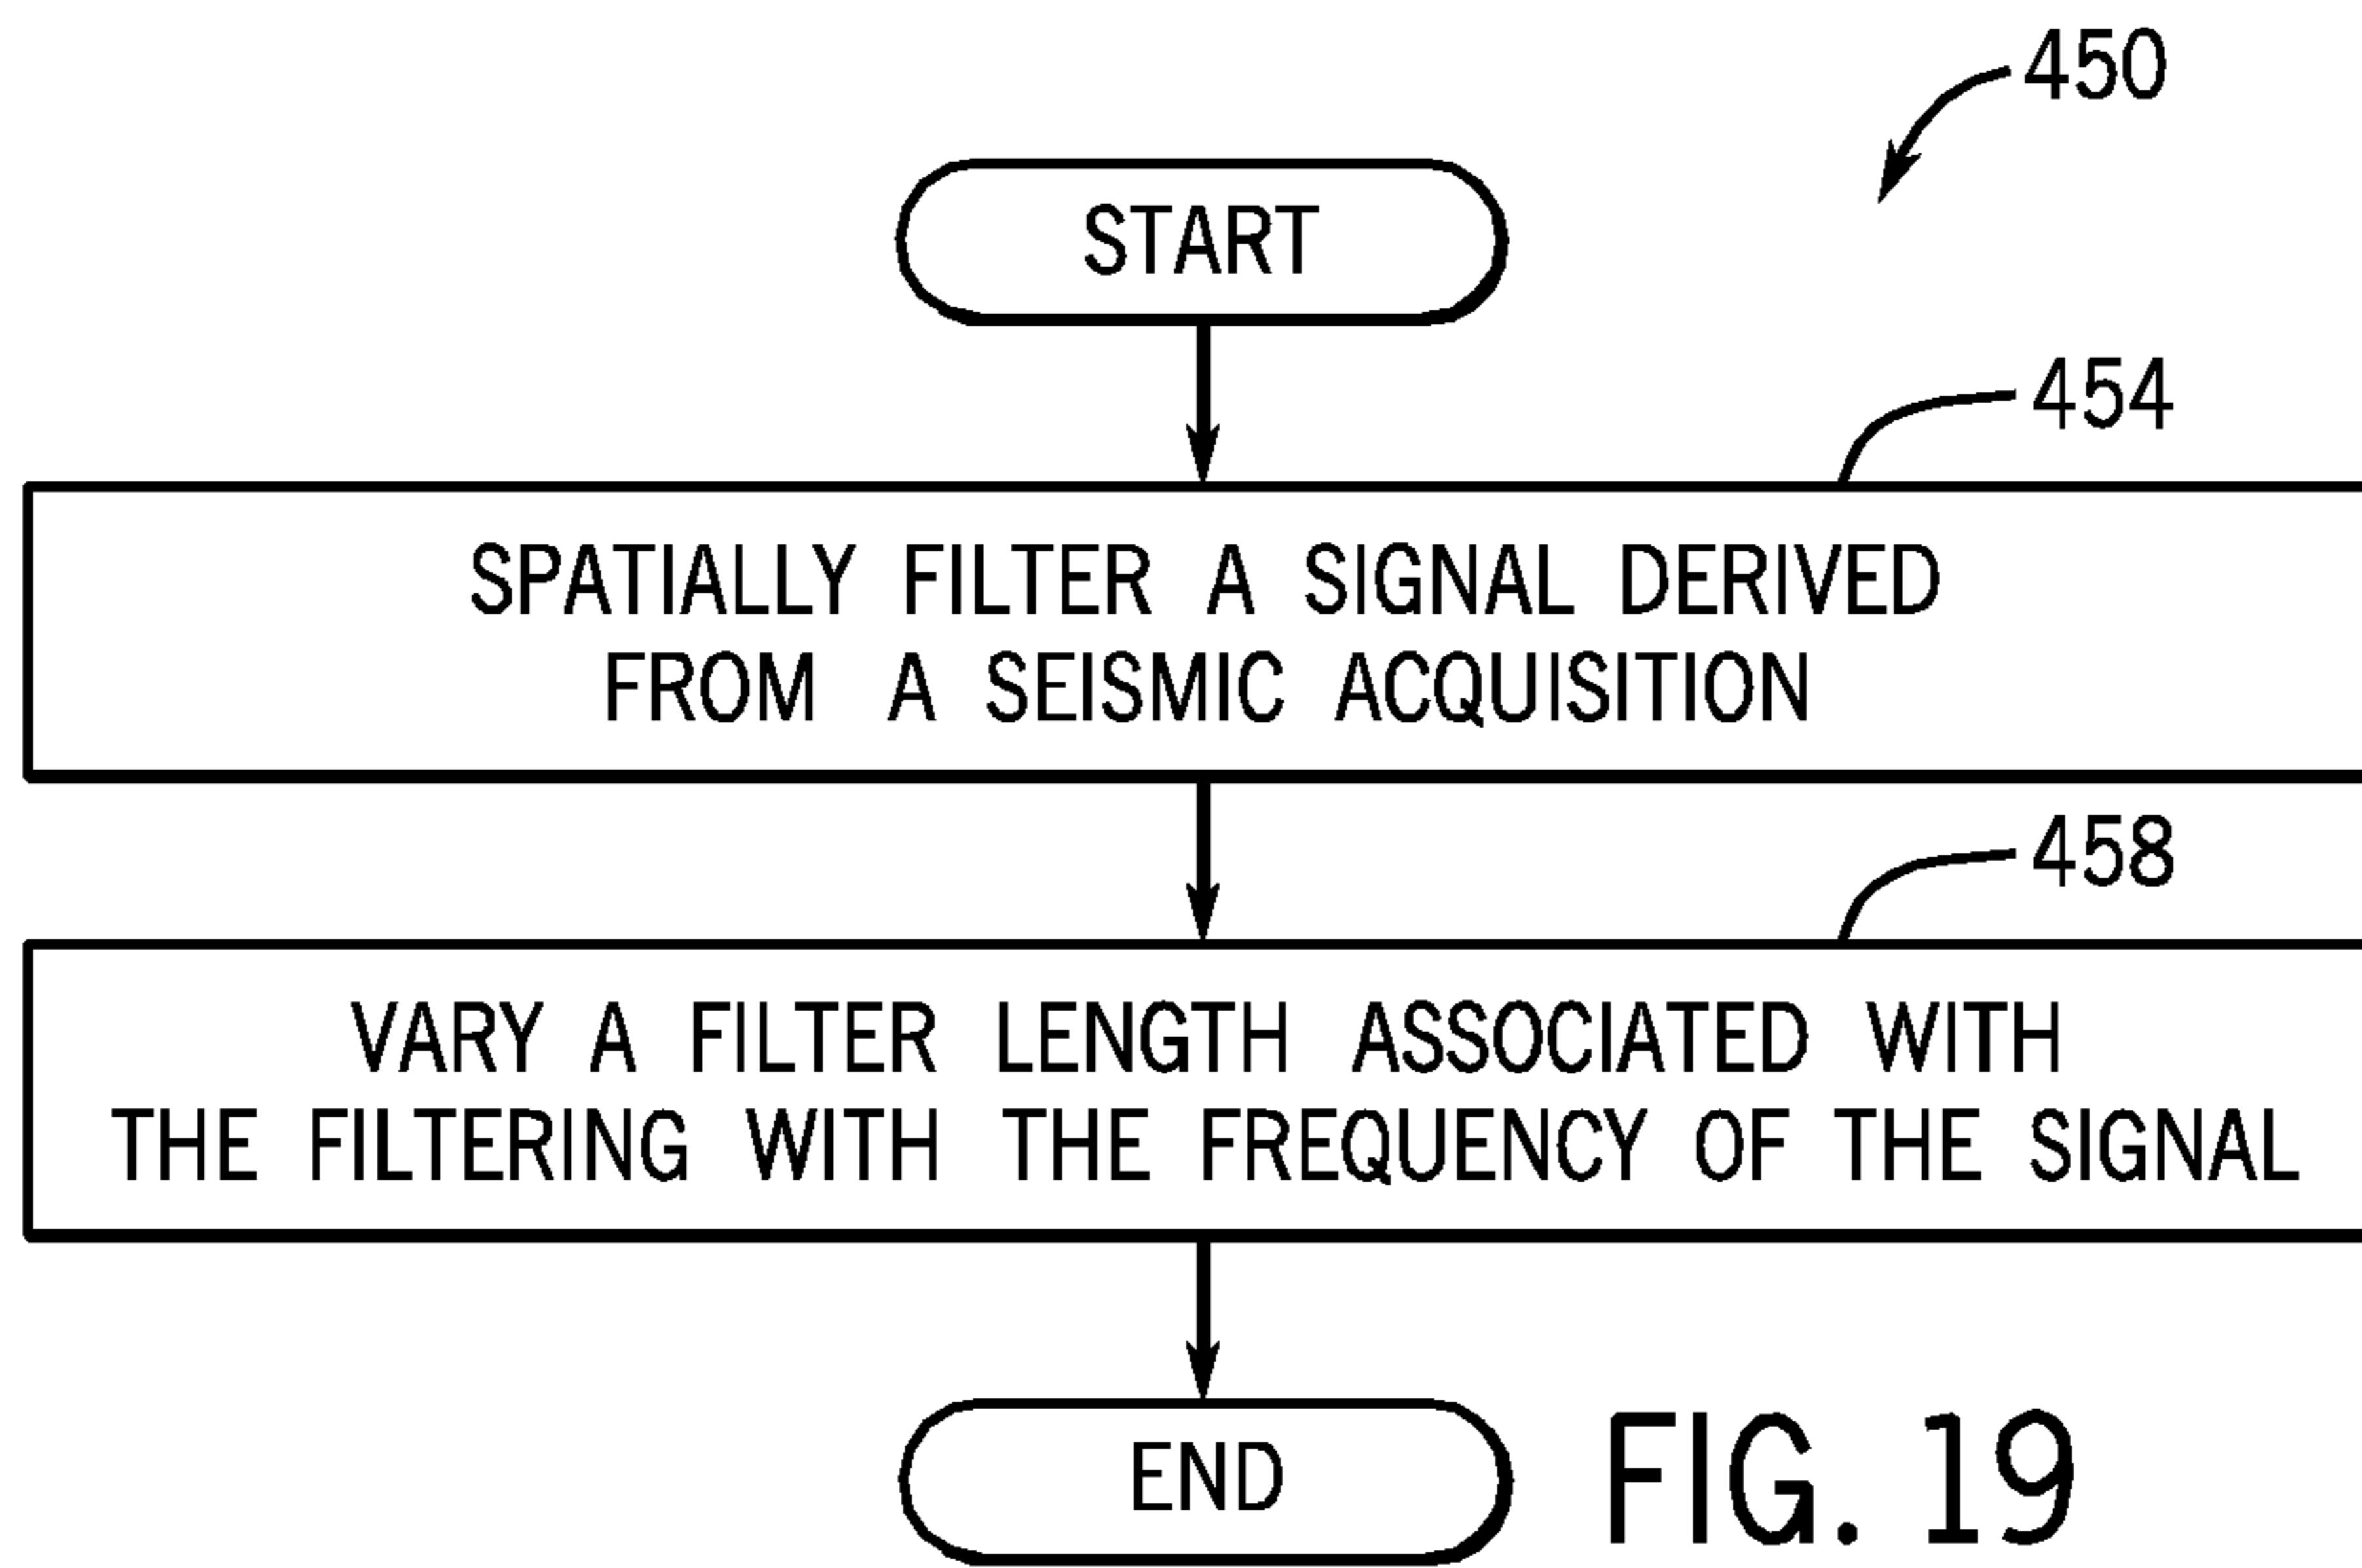 450
START
454
SPATIALLY FILTER A SIGNAL DERIVED
FROM A SEISMIC ACQUISITION
458
VARY A FILTER LENGTH ASSOCIATED WITH
THE FILTERING WITH THE FREQUENCY OF THE SIGNAL
END
FIG. 19